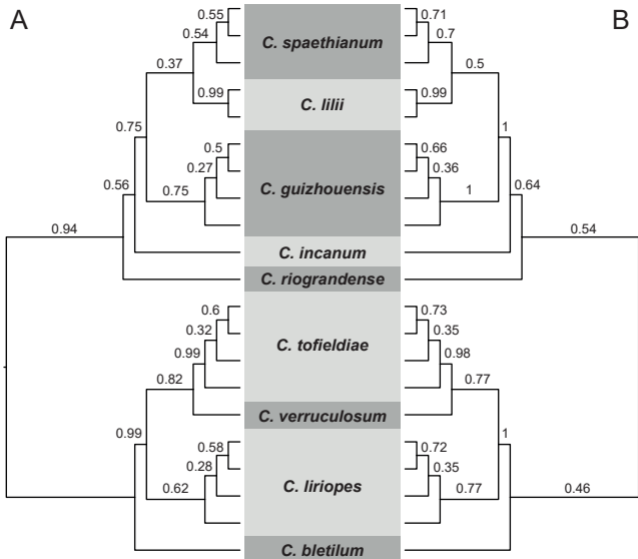 A B
0.55 C. spaethianum 0.71
0.54 0.7
0.37 0.5
0.99 C. lilii 0.99
0.75 1
0.5 C. guizhouensis 0.66
0.27 0.36
0.75 1
0.56 0.64
0.94 C. incanum 0.54
C. riograndense
0.6 C. tofieldiae 0.73
0.32 0.35
0.99 0.98
0.82 0.77
C. verruculosum
0.99 1
0.58 C. liriopes 0.72
0.28 0.35
0.62 0.77
0.46
C. bletilum